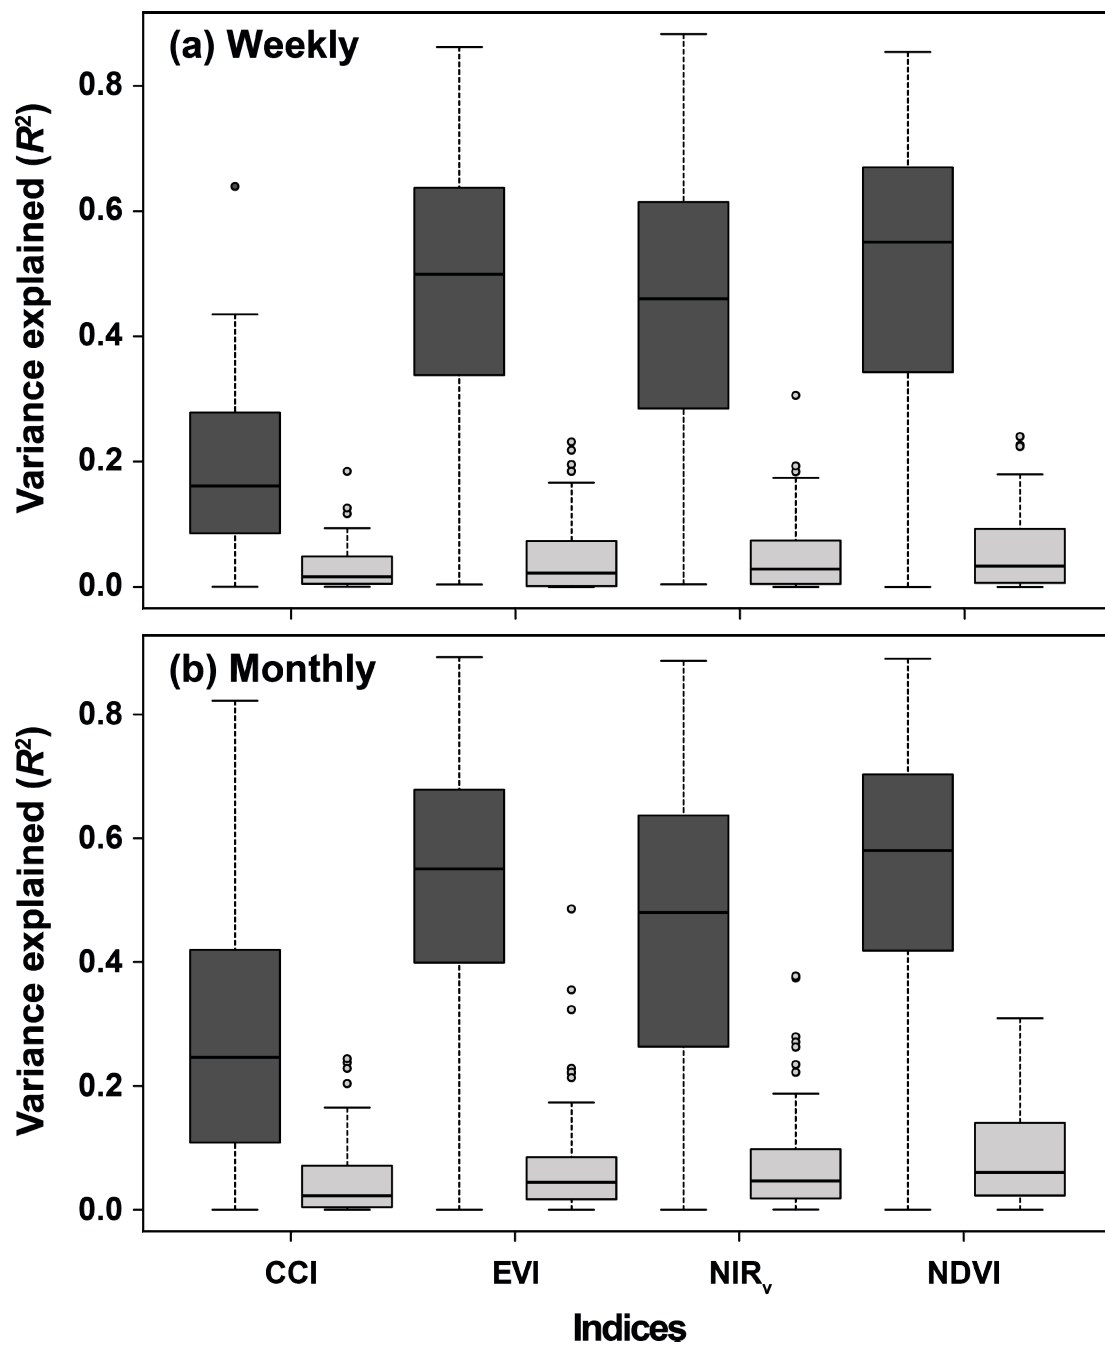 (a) Weekly
Variance explained (R²)
0.8
0.6
0.4
0.2
0.0
(b) Monthly
Variance explained (R²)
0.8
0.6
0.4
0.2
0.0
CCI EVI NIRᵥ NDVI
Indices